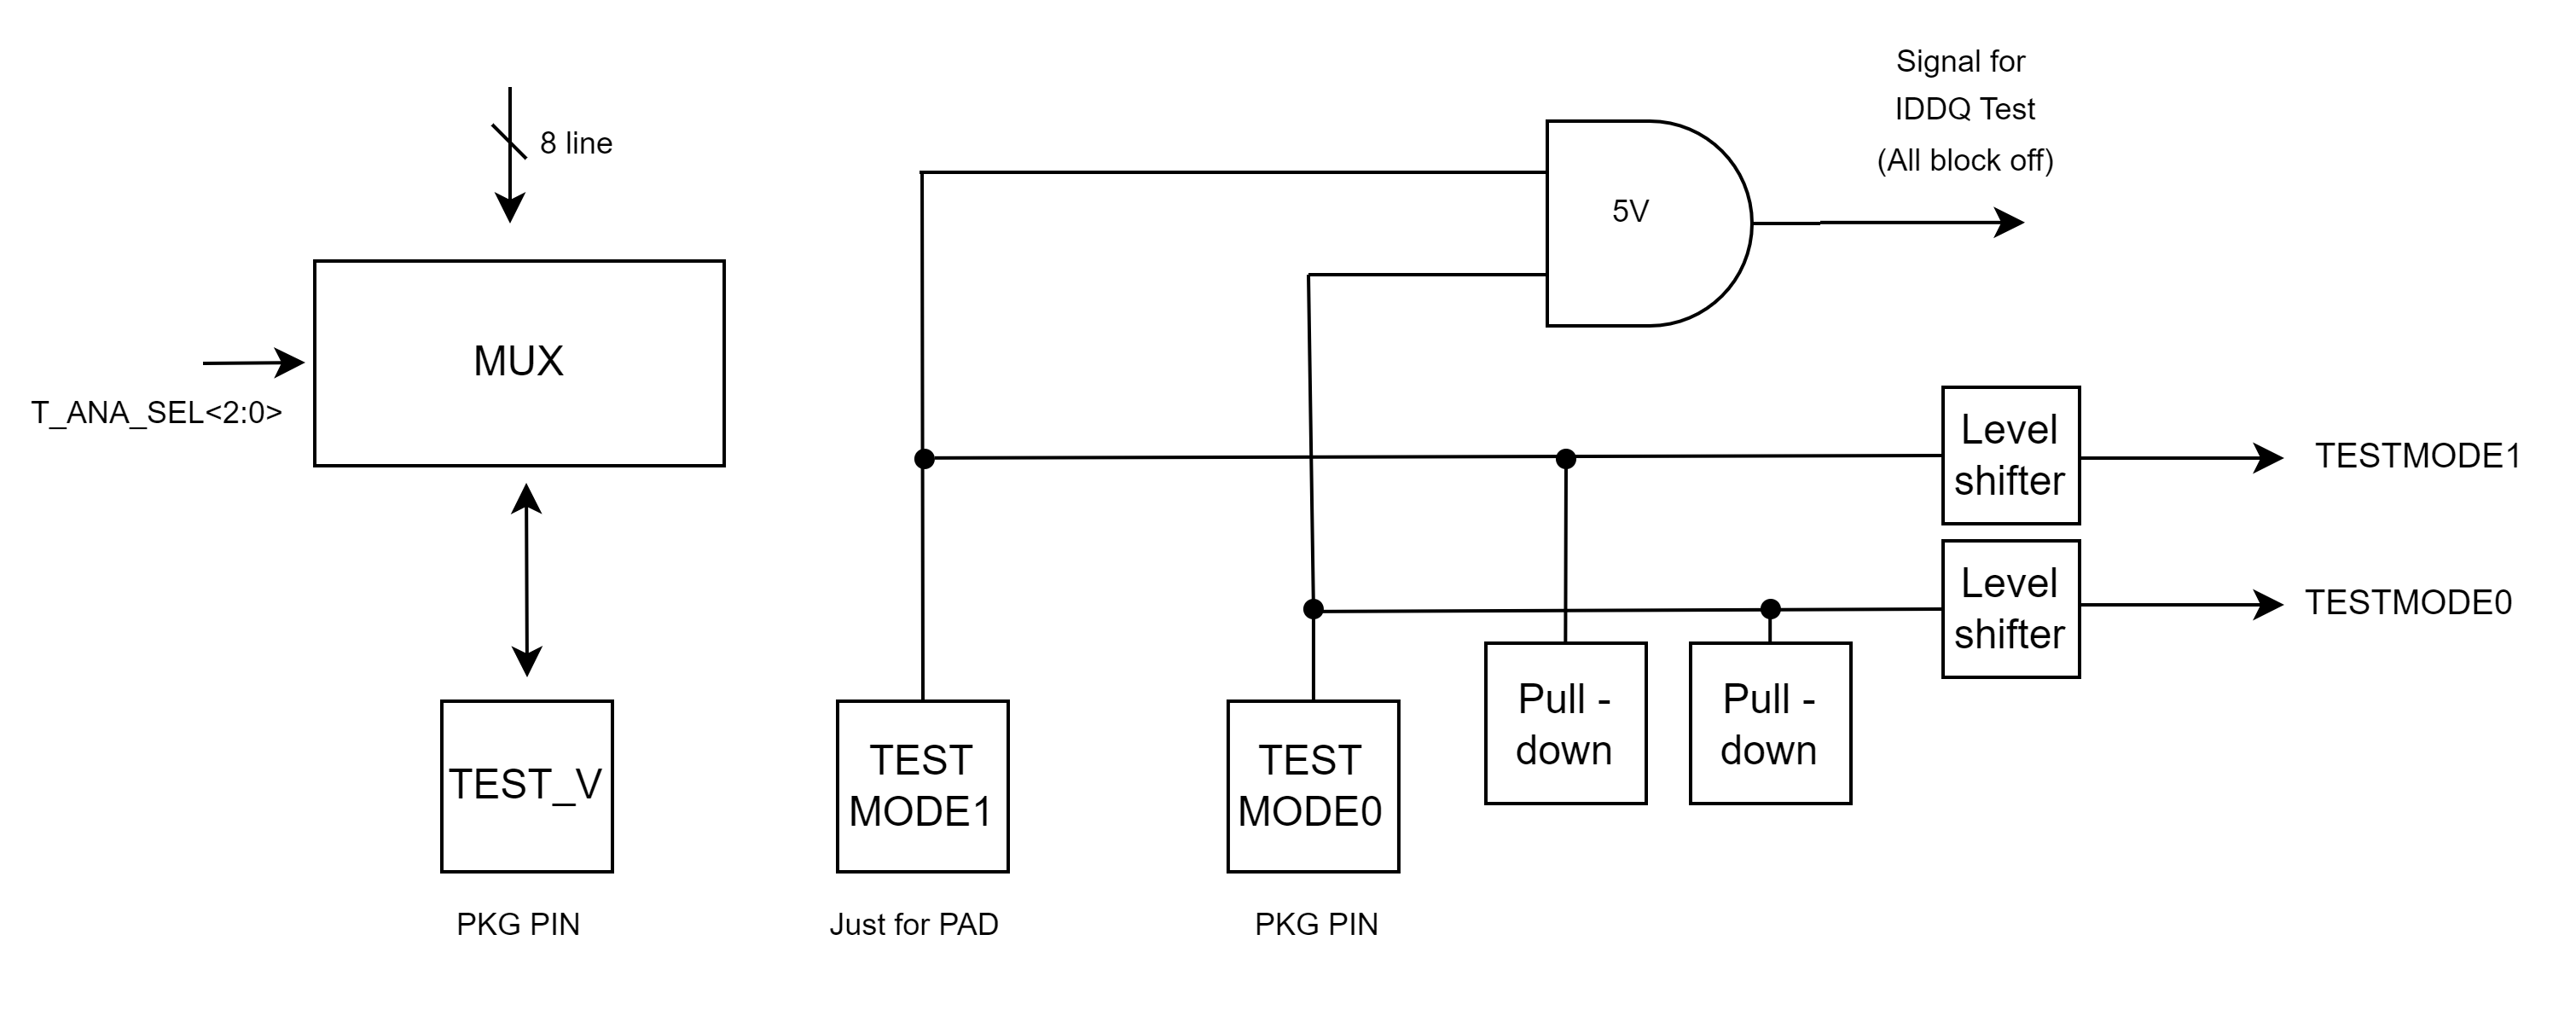 Signal for
IDDQ Test
(All block off)
8 line
5V
MUX
T_ANA_SEL<2:0>
Level
shifter
TESTMODE1
Level
shifter
TESTMODE0
Pull -
down
Pull -
down
TEST_V
TEST
MODE1
TEST
MODE0
PKG PIN
Just for PAD
PKG PIN